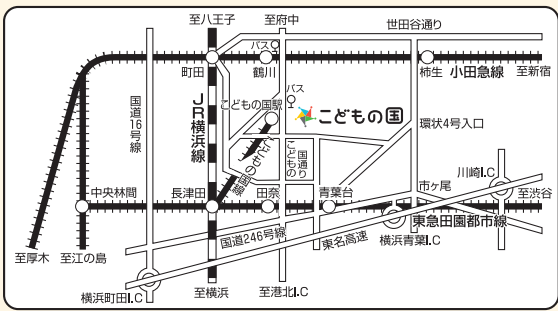 至八王子
至府中
世田谷通り
バス
町田
鶴川
柿生
小田急線
至新宿
国道16号線
JR横浜線
こどもの国駅
バス
こどもの国
環状4号入口
こどもの国線
こどもの国通り
川崎I.C
中央林間
長津田
田奈
青葉台
市ヶ尾
至渋谷
東急田園都市線
国道246号線
東名高速
横浜青葉I.C
至厚木
至江の島
横浜町田I.C
至横浜
至港北I.C